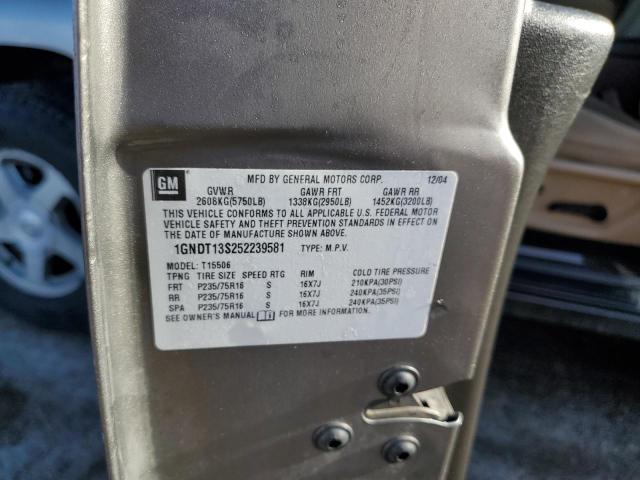 GM
MFD BY GENERAL MOTORS CORP. 12/04
GVWR GAWR FRT GAWR RR
2608KG(5750LB) 1338KG(2950LB) 1452KG(3200LB)
THIS VEHICLE CONFORMS TO ALL APPLICABLE U.S. FEDERAL MOTOR
VEHICLE SAFETY AND THEFT PREVENTION STANDARDS IN EFFECT
ON THE DATE OF MANUFACTURE SHOWN ABOVE.
1GNDT13S252239581 TYPE: M.P.V.
MODEL: T15506
TPNG TIRE SIZE SPEED RTG RIM COLD TIRE PRESSURE
FRT P235/75R16 S 16X7J 210KPA(30PSI)
RR P235/75R16 S 16X7J 240KPA(35PSI)
SPA P235/75R16 S 16X7J 240KPA(35PSI)
SEE OWNER'S MANUAL FOR MORE INFORMATION.